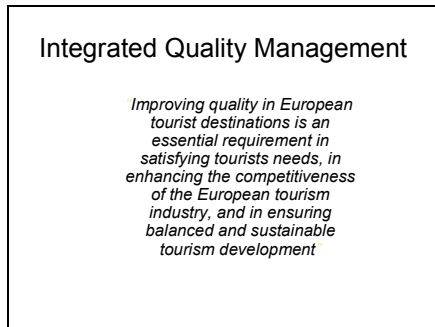 Integrated Quality Management
Improving quality in European
tourist destinations is an
essential requirement in
satisfying tourists needs, in
enhancing the competitiveness
of the European tourism
industry, and in ensuring
balanced and sustainable
tourism development